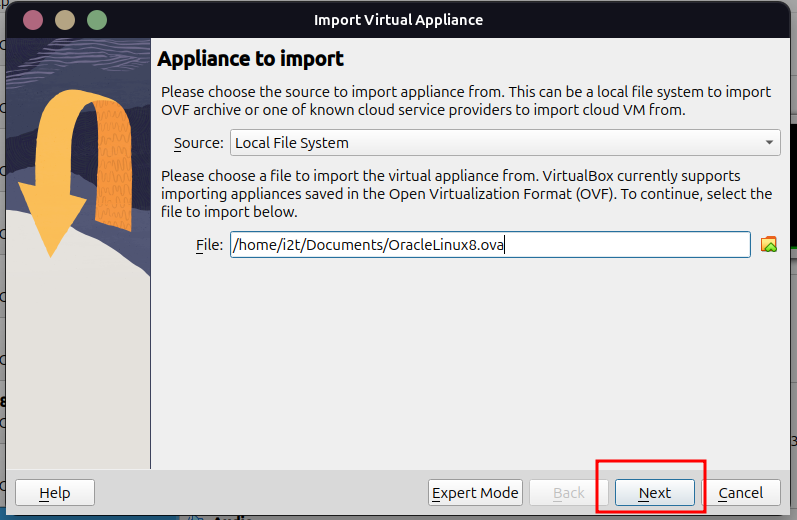 Import Virtual Appliance
Appliance to import
Please choose the source to import appliance from. This can be a local file system to import
OVF archive or one of known cloud service providers to import cloud VM from.
Source: Local File System
Please choose a file to import the virtual appliance from. VirtualBox currently supports
importing appliances saved in the Open Virtualization Format (OVF). To continue, select the
file to import below.
File: /home/i2t/Documents/OracleLinux8.ova
Help
Expert Mode
Back
Next
Cancel